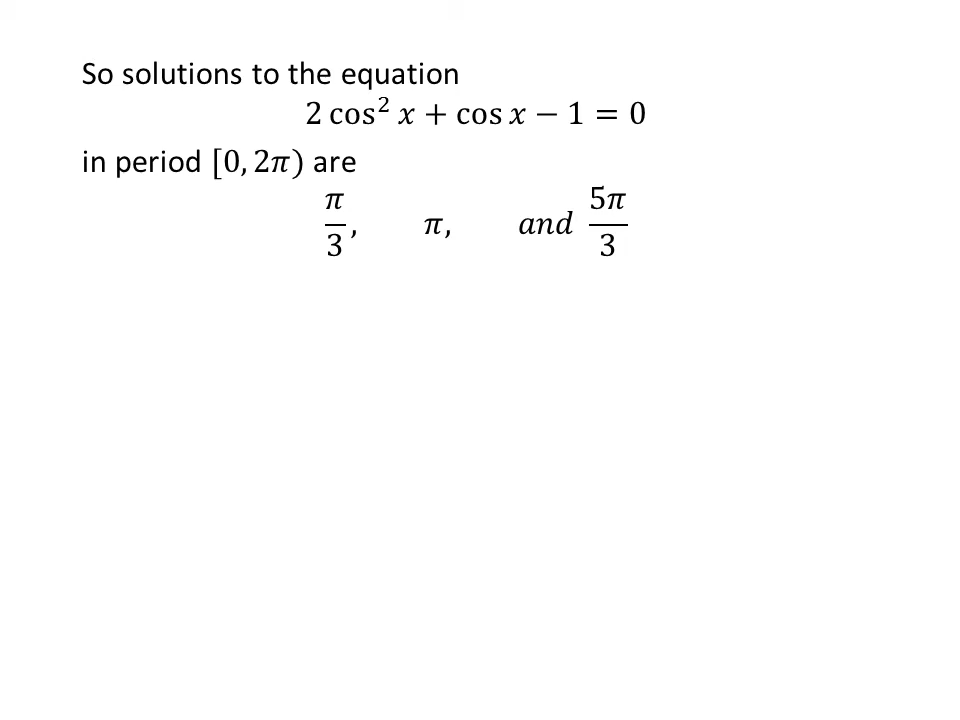 So solutions to the equation
2 cos² 𝑥 + cos 𝑥 − 1 = 0
in period [0, 2𝜋) are
𝜋/3, 𝜋, 𝑎𝑛𝑑 5𝜋/3